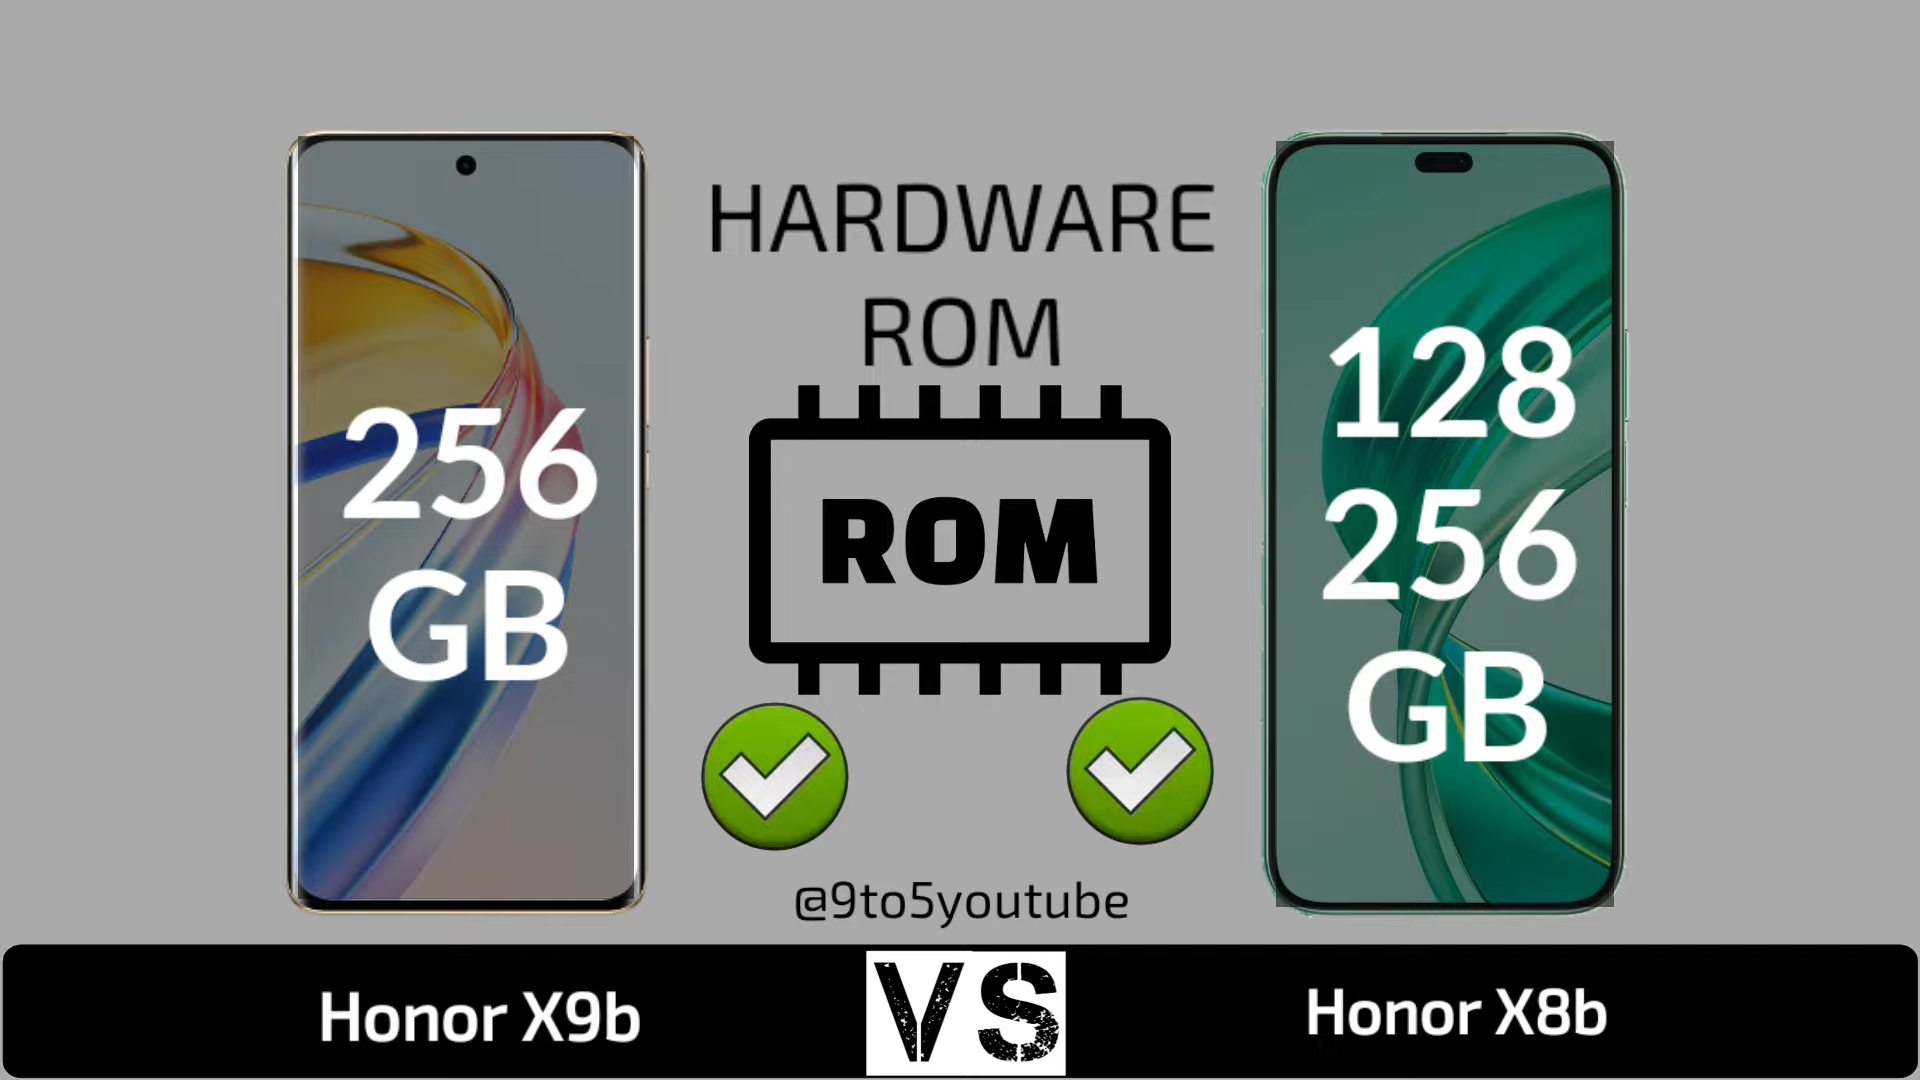 HARDWARE
ROM
256
GB
ROM
128
256
GB
@9to5youtube
Honor X9b
VS
Honor X8b